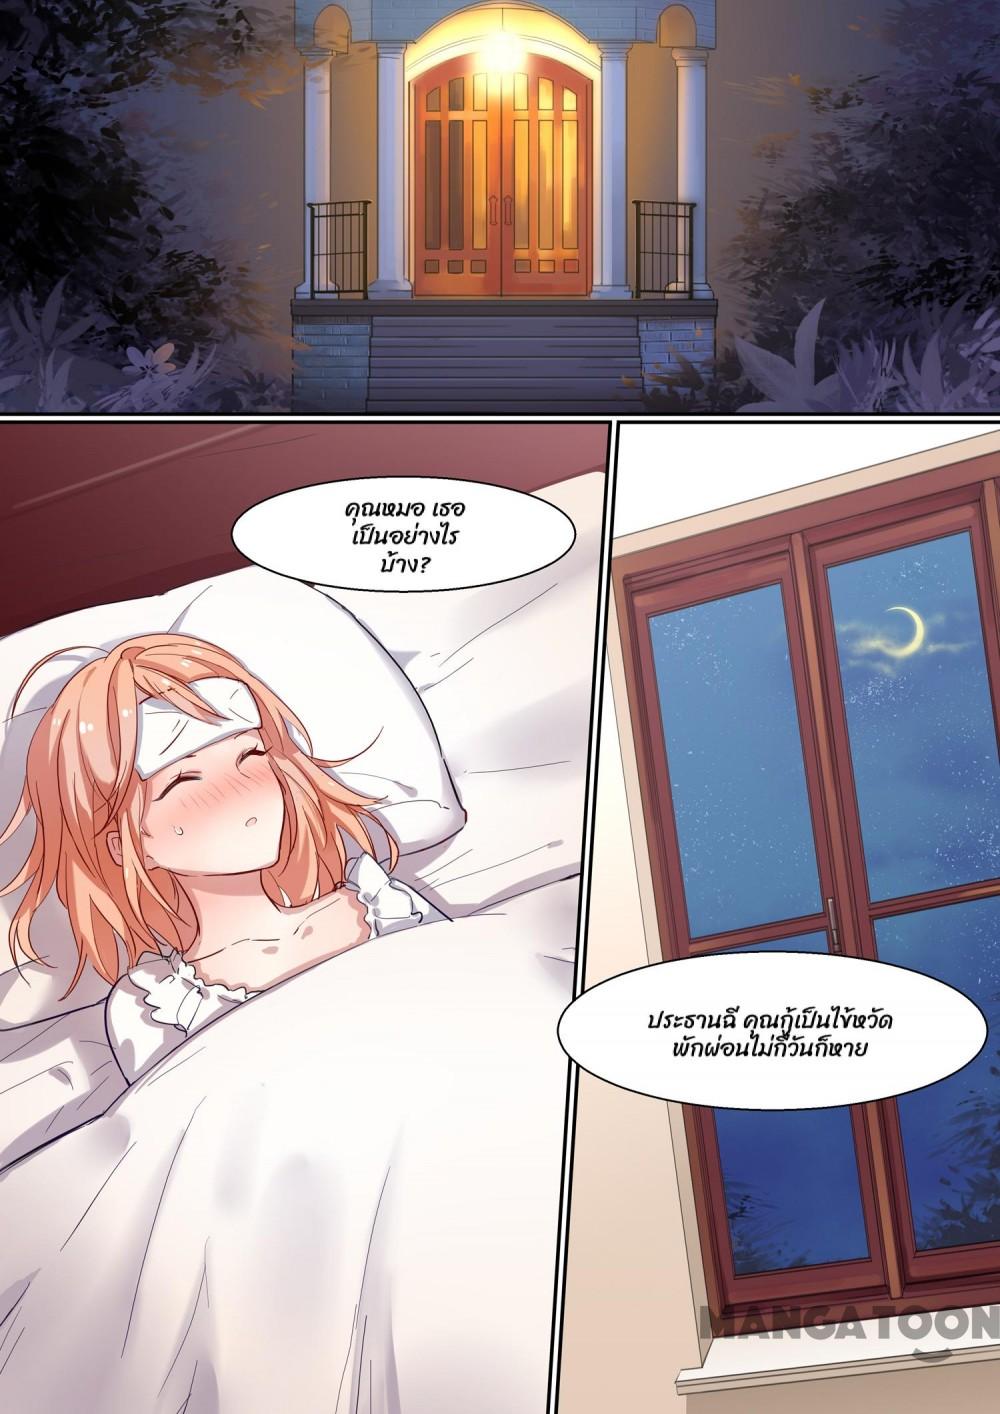 คุณหมอ เธอ
เป็นอย่างไร
บ้าง?
ประธานฉี คุณกู้เป็นไข้หวัด
พักผ่อนไม่กี่วันก็หาย
MANGATOON